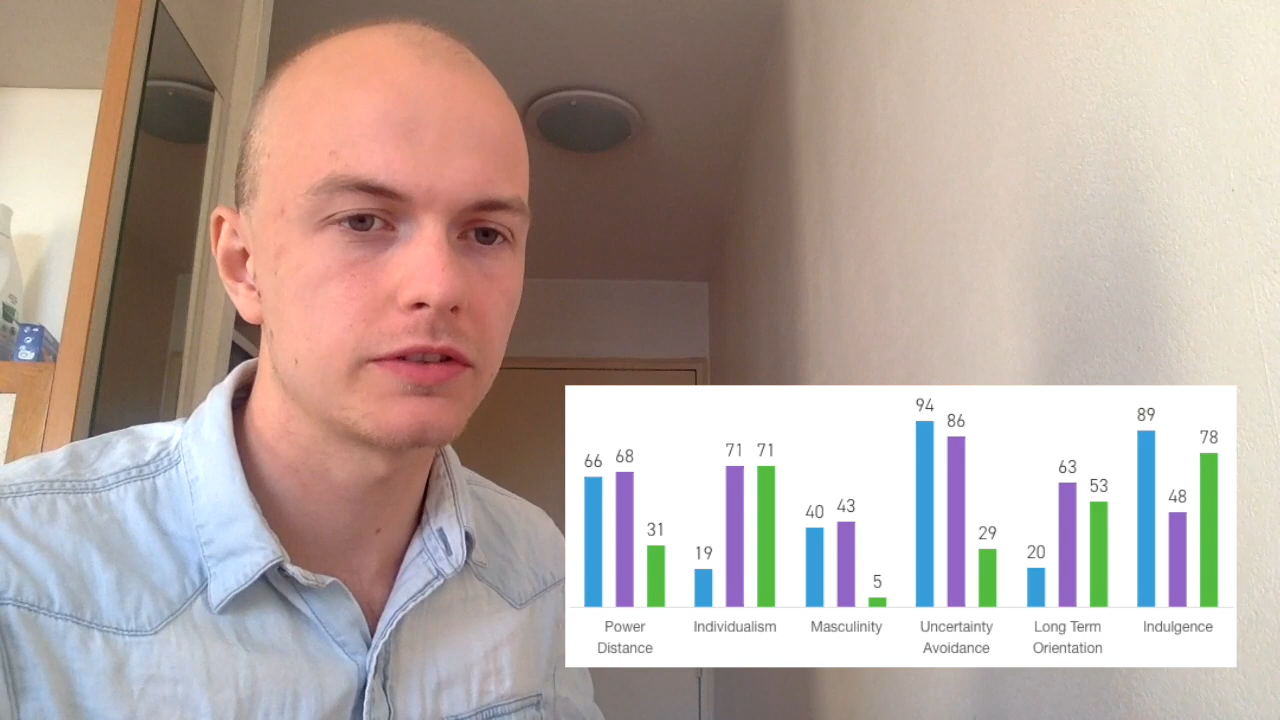 66 68 31
19 71 71
40 43 5
94 86 29
20 63 53
89 48 78
Power
Distance
Individualism
Masculinity
Uncertainty
Avoidance
Long Term
Orientation
Indulgence